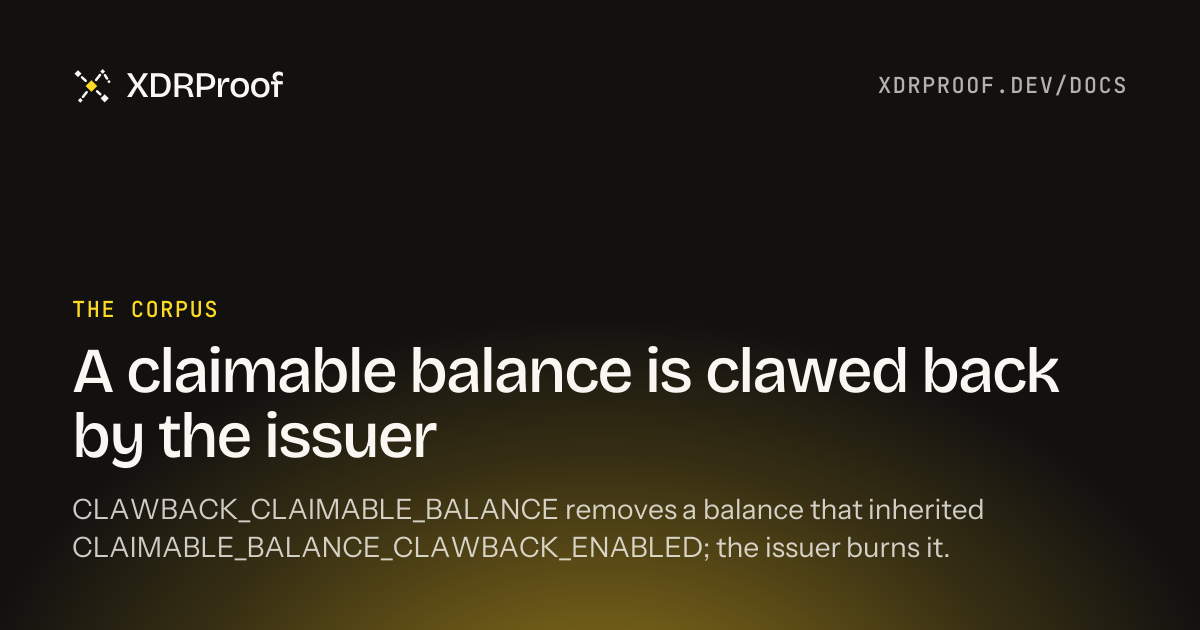 XDRProof
XDRPROOF.DEV/DOCS
THE CORPUS
A claimable balance is clawed back
by the issuer
CLAWBACK_CLAIMABLE_BALANCE removes a balance that inherited
CLAIMABLE_BALANCE_CLAWBACK_ENABLED; the issuer burns it.